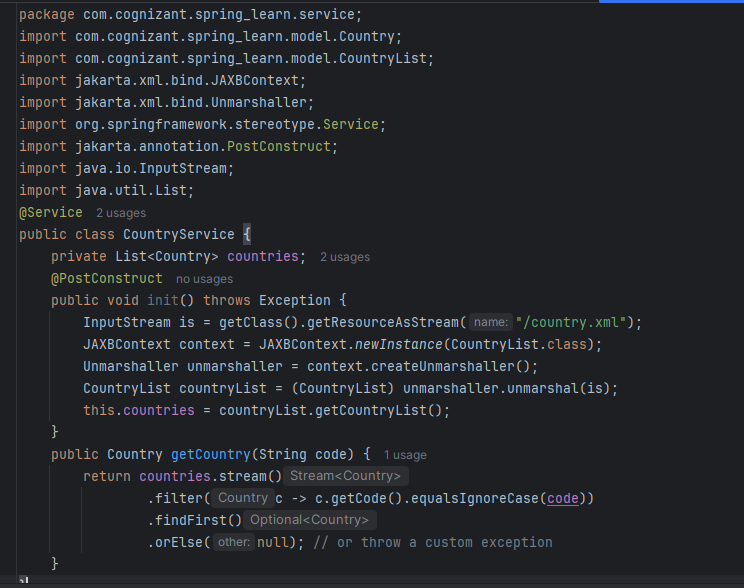 package com.cognizant.spring_learn.service;
import com.cognizant.spring_learn.model.Country;
import com.cognizant.spring_learn.model.CountryList;
import jakarta.xml.bind.JAXBContext;
import jakarta.xml.bind.Unmarshaller;
import org.springframework.stereotype.Service;
import jakarta.annotation.PostConstruct;
import java.io.InputStream;
import java.util.List;
@Service 2 usages
public class CountryService {
    private List<Country> countries; 2 usages
    @PostConstruct no usages
    public void init() throws Exception {
        InputStream is = getClass().getResourceAsStream( name: "/country.xml");
        JAXBContext context = JAXBContext.newInstance(CountryList.class);
        Unmarshaller unmarshaller = context.createUnmarshaller();
        CountryList countryList = (CountryList) unmarshaller.unmarshal(is);
        this.countries = countryList.getCountryList();
    }
    public Country getCountry(String code) { 1 usage
        return countries.stream() Stream<Country>
                .filter( Country c -> c.getCode().equalsIgnoreCase(code))
                .findFirst() Optional<Country>
                .orElse( other: null); // or throw a custom exception
    }
}